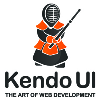 Kendo UI
THE ART OF WEB DEVELOPMENT